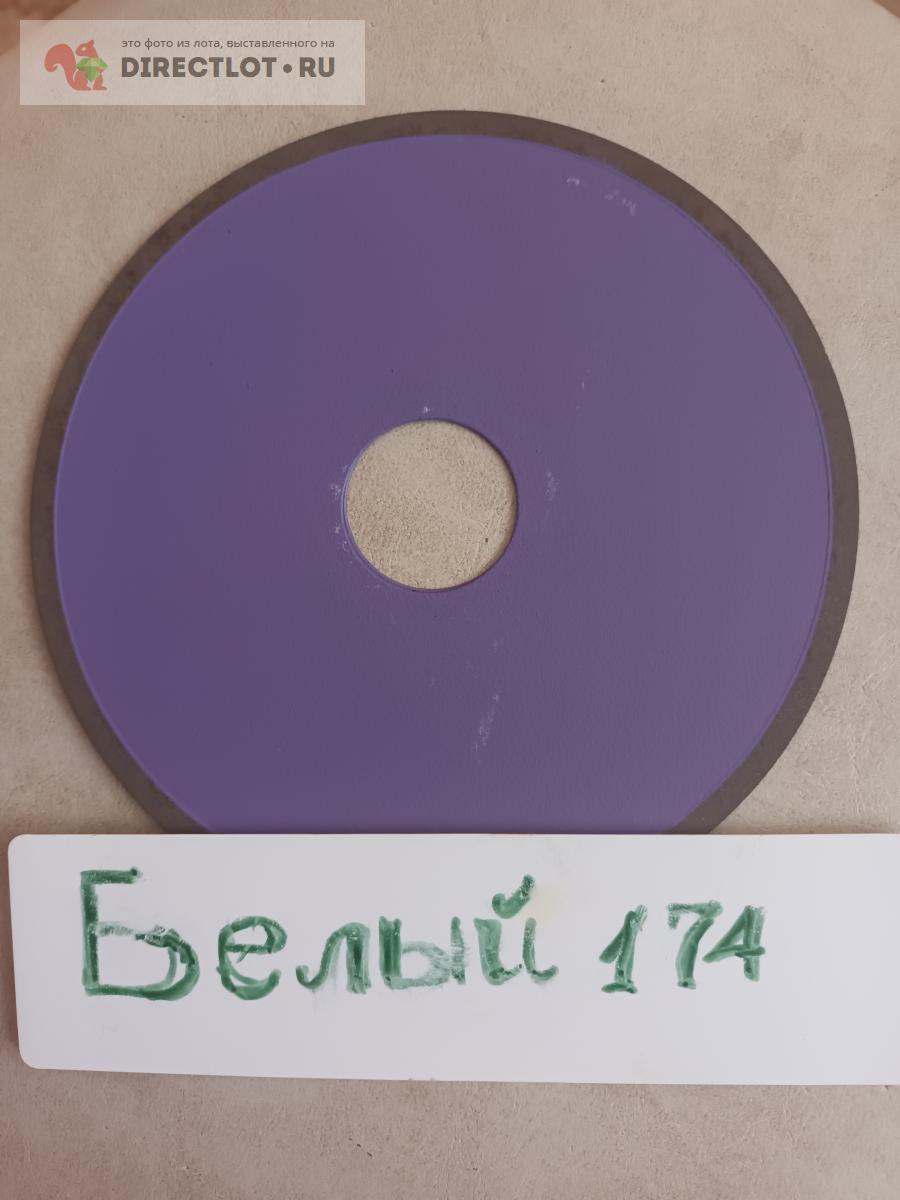 это фото из лота, выставленного на
DIRECTLOT•RU
Белый 174